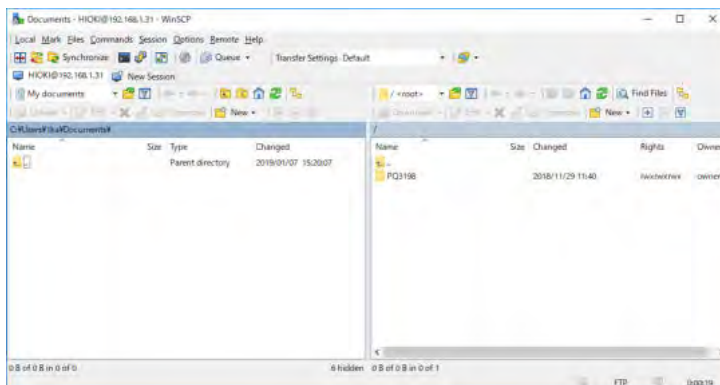 Documents - HIOKI@192.168.1.31 - WinSCP
Local Mark Files Commands Session Options Remote Help
Synchronize Queue Transfer Settings Default
HIOKI@192.168.1.31 New Session
My documents / <root> Find Files
New New
Documents¥ /
Name Size Type Changed Name Size Changed Rights Owner
.. Parent directory 2019/01/07 15:20:07 ..
PQ3198 2018/11/29 11:40 rwxrwxrwx owner
0 B of 0 B in 0 of 0 6 hidden 0 B of 0 B in 0 of 1
FTP 0:00:19